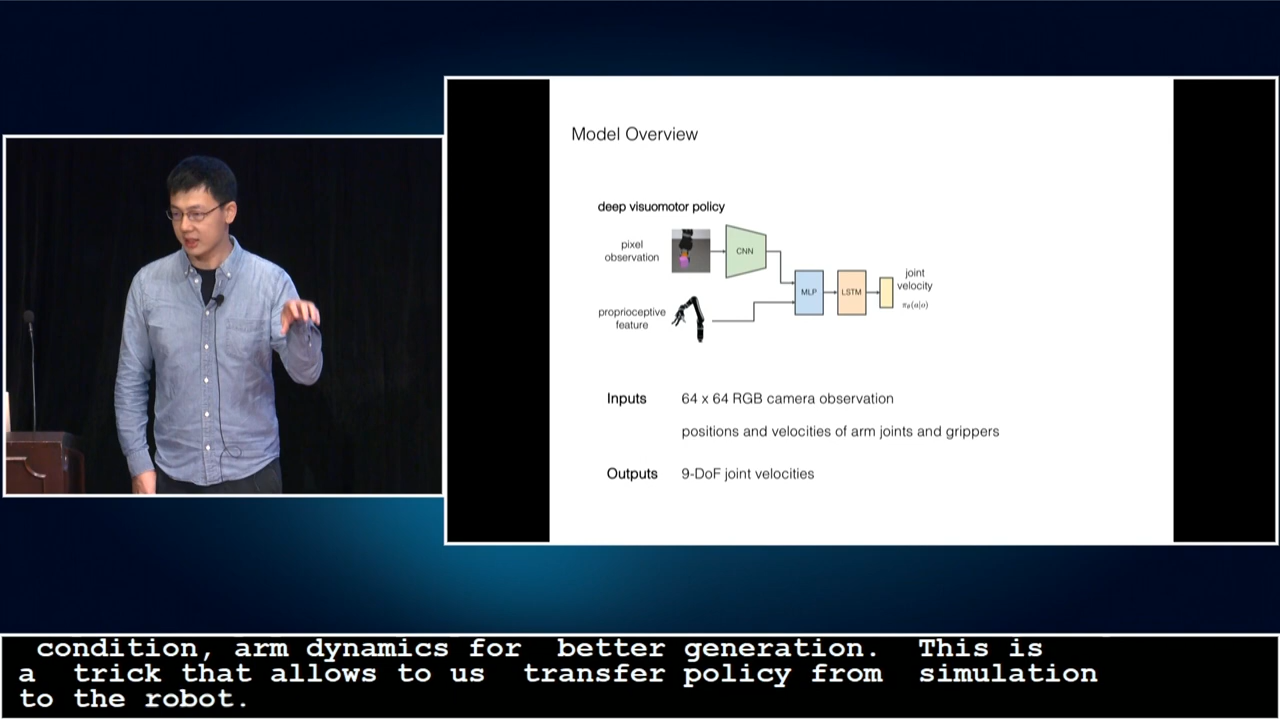 Model Overview
deep visuomotor policy
pixel
observation
CNN
proprioceptive
feature
MLP
LSTM
joint
velocity
πθ(a|o)
Inputs
64 x 64 RGB camera observation
positions and velocities of arm joints and grippers
Outputs
9-DoF joint velocities
condition, arm dynamics for better generation. This is
a trick that allows to us transfer policy from simulation
to the robot.